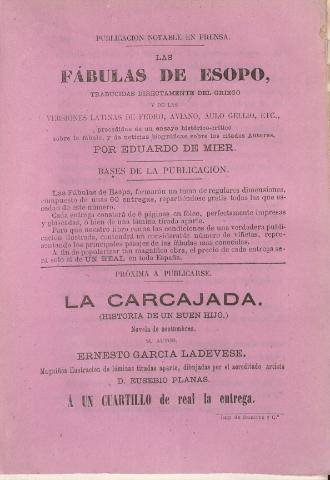 PUBLICACION NOTABLE EN PRENSA.
LAS
FÁBULAS DE ESOPO,
TRADUCIDAS DIRECTAMENTE DEL GRIEGO
Y DE LAS
VERSIONES LATINAS DE FEDRO, AVIANO, AULO GELLIO, ETC.,
precedidas de un ensayo histórico-crítico
sobre la fábula, y de noticias biográficas sobre los citados Autores,
POR EDUARDO DE MIER.
BASES DE LA PUBLICACION.
Las Fábulas de Esopo, formarán un tomo de regulares dimensiones,
compuesto de unas 60 entregas, repartiéndose gratis todas las que es-
cedan de este número.
Cada entrega constará de 8 páginas, en fólio, perfectamente impresas
y plateadas, ó bien de una lámina tirada aparte.
Para que nuestro libro reuna las condiciones de una verdadera publi-
cacion ilustrada, contendrá un considerable número de viñetas, repre-
sentando los principales pasajes de las fábulas mas conocidas.
A fin de popularizar tan magnífica obra, el precio de cada entrega se-
rá solo el de UN REAL en toda España.
PRÓXIMA A PUBLICARSE.
LA CARCAJADA.
(HISTORIA DE UN BUEN HIJO.)
Novela de costumbres.
SU AUTOR.
ERNESTO GARCIA LADEVESE.
Magnífica ilustracion de láminas tiradas aparte, dibujadas por el acreditado artista
D. EUSEBIO PLANAS.
Á UN CUARTILLO de real la entrega.
Imp. de y C.ª